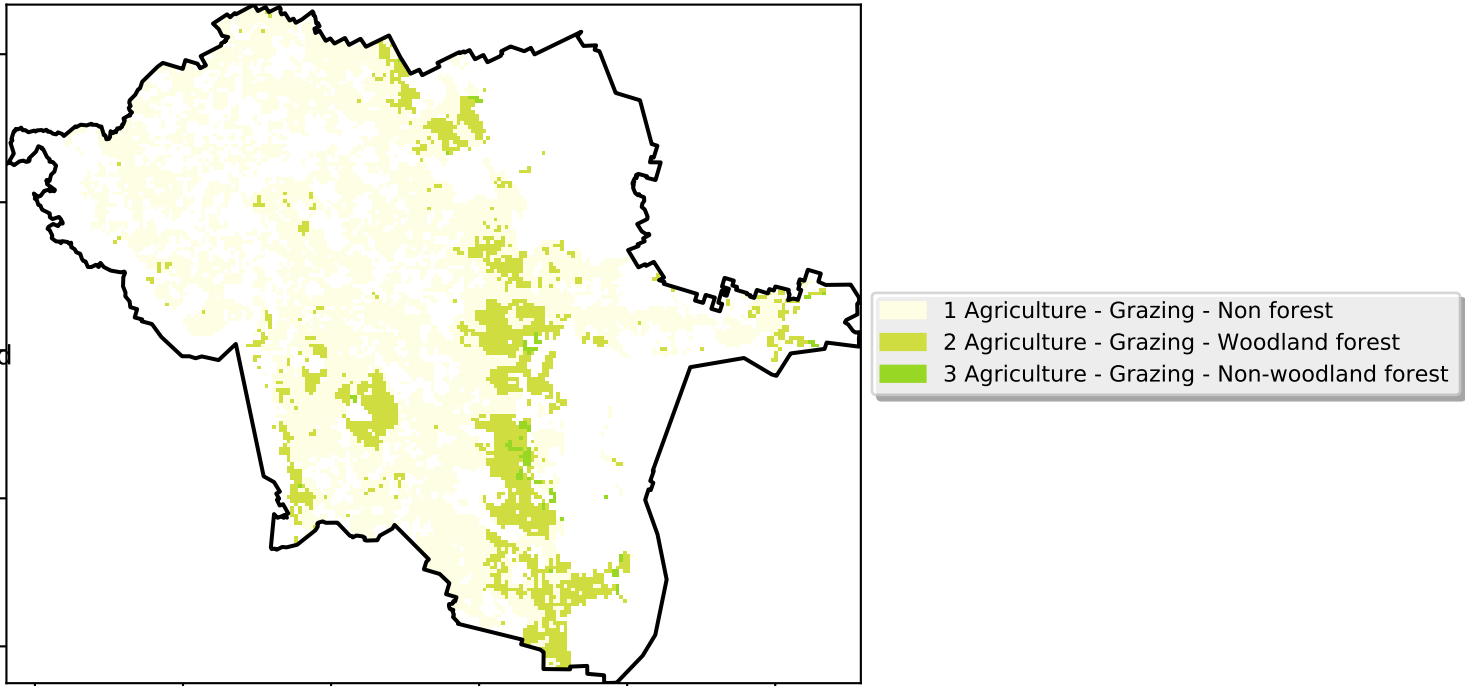 1 Agriculture - Grazing - Non forest
2 Agriculture - Grazing - Woodland forest
3 Agriculture - Grazing - Non-woodland forest